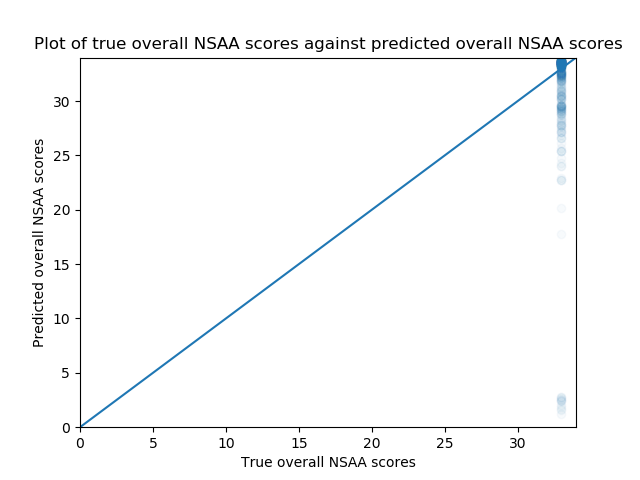 Plot of true overall NSAA scores against predicted overall NSAA scores
Predicted overall NSAA scores
30
25
20
15
10
5
0
0 5 10 15 20 25 30
True overall NSAA scores